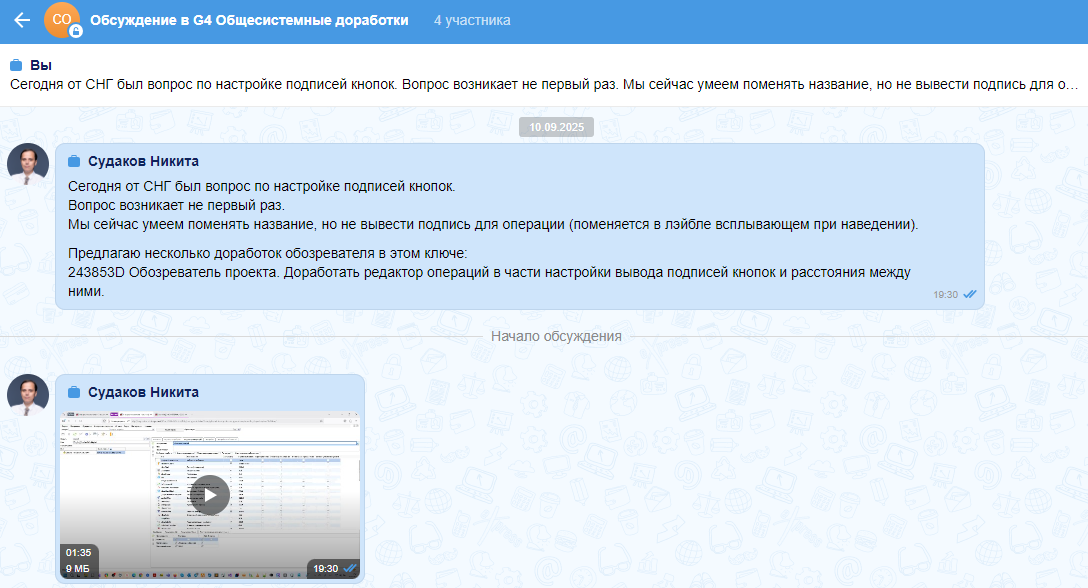 СО
Обсуждение в G4 Общесистемные доработки 4 участника
Вы
Сегодня от СНГ был вопрос по настройке подписей кнопок. Вопрос возникает не первый раз. Мы сейчас умеем поменять название, но не вывести подпись для о...
10.09.2025
Судаков Никита
Сегодня от СНГ был вопрос по настройке подписей кнопок.
Вопрос возникает не первый раз.
Мы сейчас умеем поменять название, но не вывести подпись для операции (поменяется в лэйбле всплывающем при наведении).
Предлагаю несколько доработок обозревателя в этом ключе:
243853D Обозреватель проекта. Доработать редактор операций в части настройки вывода подписей кнопок и расстояния между
ними.
19:30
Начало обсуждения
Судаков Никита
01:35
9 МБ
19:30